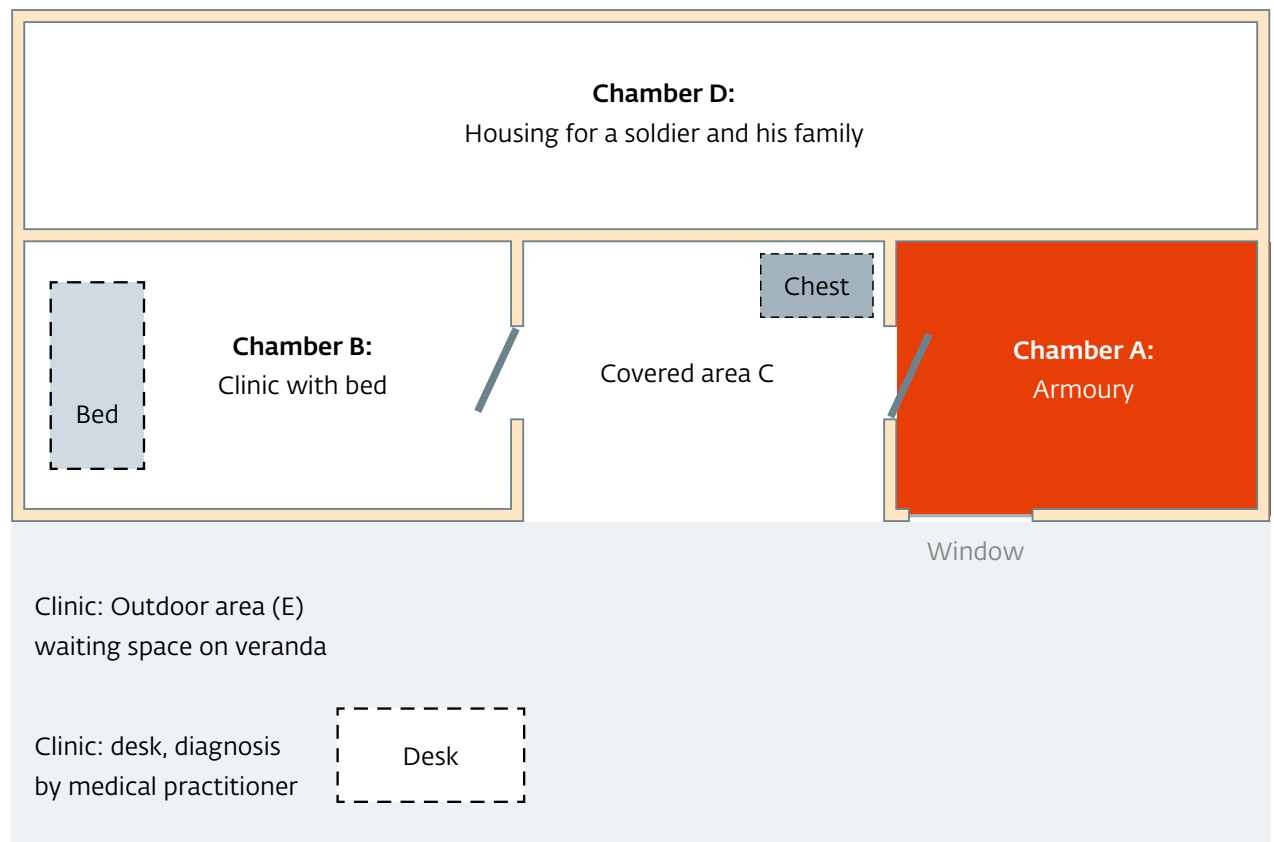 Chamber D:
Housing for a soldier and his family
Chest
Chamber B:
Clinic with bed
Bed
Covered area C
Chamber A:
Armoury
Window
Clinic: Outdoor area (E)
waiting space on veranda
Clinic: desk, diagnosis
by medical practitioner
Desk